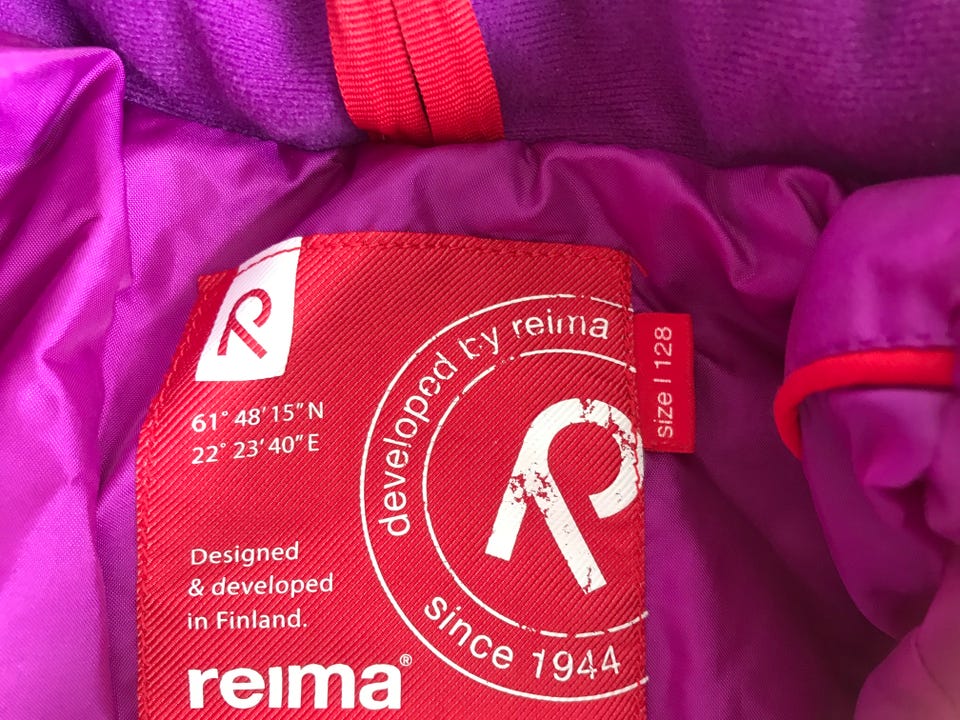 61° 48' 15" N
22° 23' 40" E
Designed
& developed
in Finland.
reima®
developed by reima
since 1944
size | 128